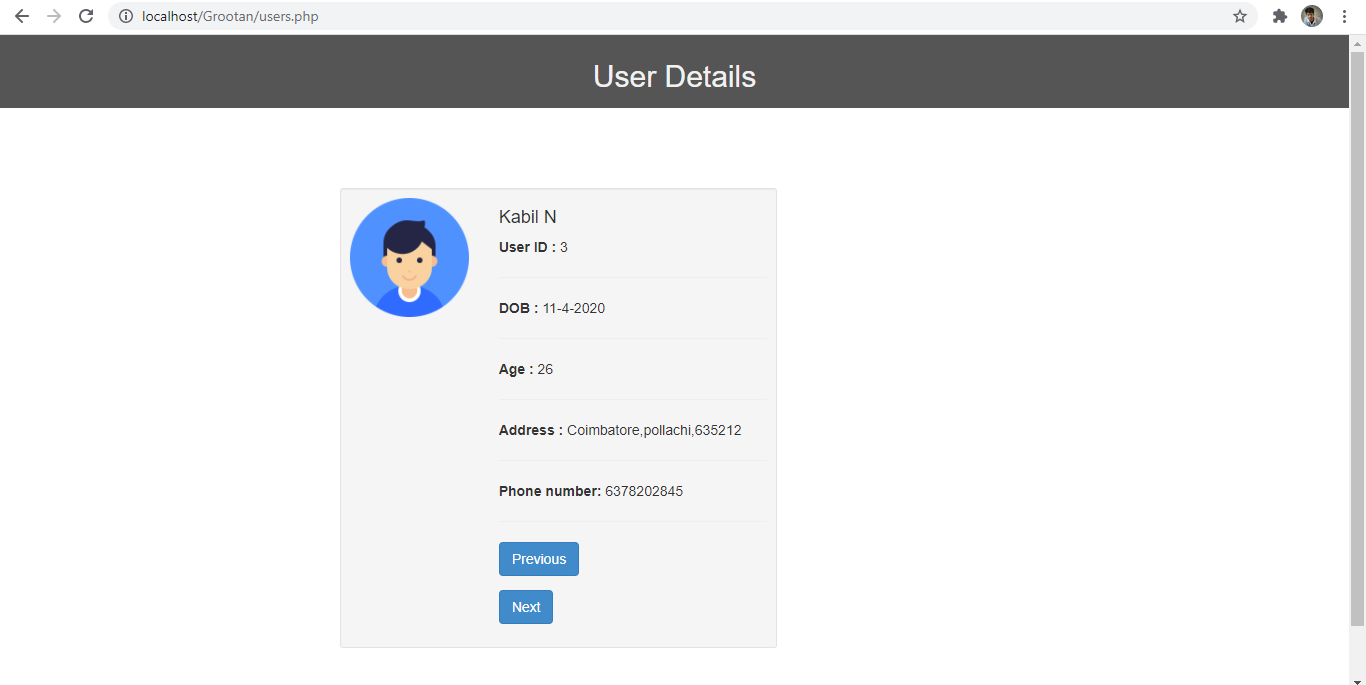 localhost/Grootan/users.php
User Details
Kabil N
User ID : 3
DOB : 11-4-2020
Age : 26
Address : Coimbatore,pollachi,635212
Phone number: 6378202845
Previous
Next